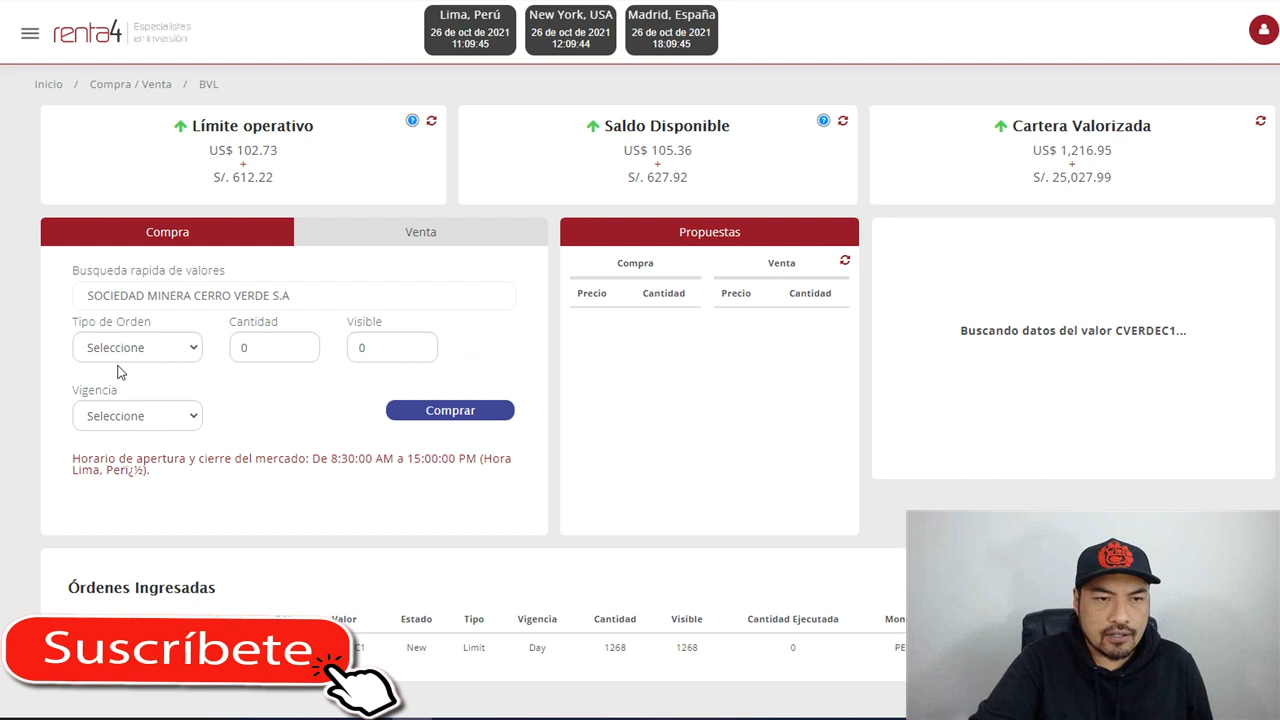 renta4
Especialistas
en inversión
Lima, Perú
26 de oct de 2021
11:09:45
New York, USA
26 de oct de 2021
12:09:44
Madrid, España
26 de oct de 2021
18:09:45
Inicio / Compra / Venta / BVL
Límite operativo
US$ 102.73
+
S/. 612.22
Saldo Disponible
US$ 105.36
+
S/. 627.92
Cartera Valorizada
US$ 1,216.95
+
S/. 25,027.99
Compra
Venta
Busqueda rapida de valores
SOCIEDAD MINERA CERRO VERDE S.A
Tipo de Orden
Cantidad
Visible
Seleccione
0
0
Vigencia
Seleccione
Comprar
Horario de apertura y cierre del mercado: De 8:30:00 AM a 15:00:00 PM (Hora
Lima, Perï¿½).
Propuestas
Compra
Venta
Precio Cantidad Precio Cantidad
Buscando datos del valor CVERDEC1...
Órdenes Ingresadas
Valor Estado Tipo Vigencia Cantidad Visible Cantidad Ejecutada Mon
C1 New Limit Day 1268 1268 0 PE
Suscríbete